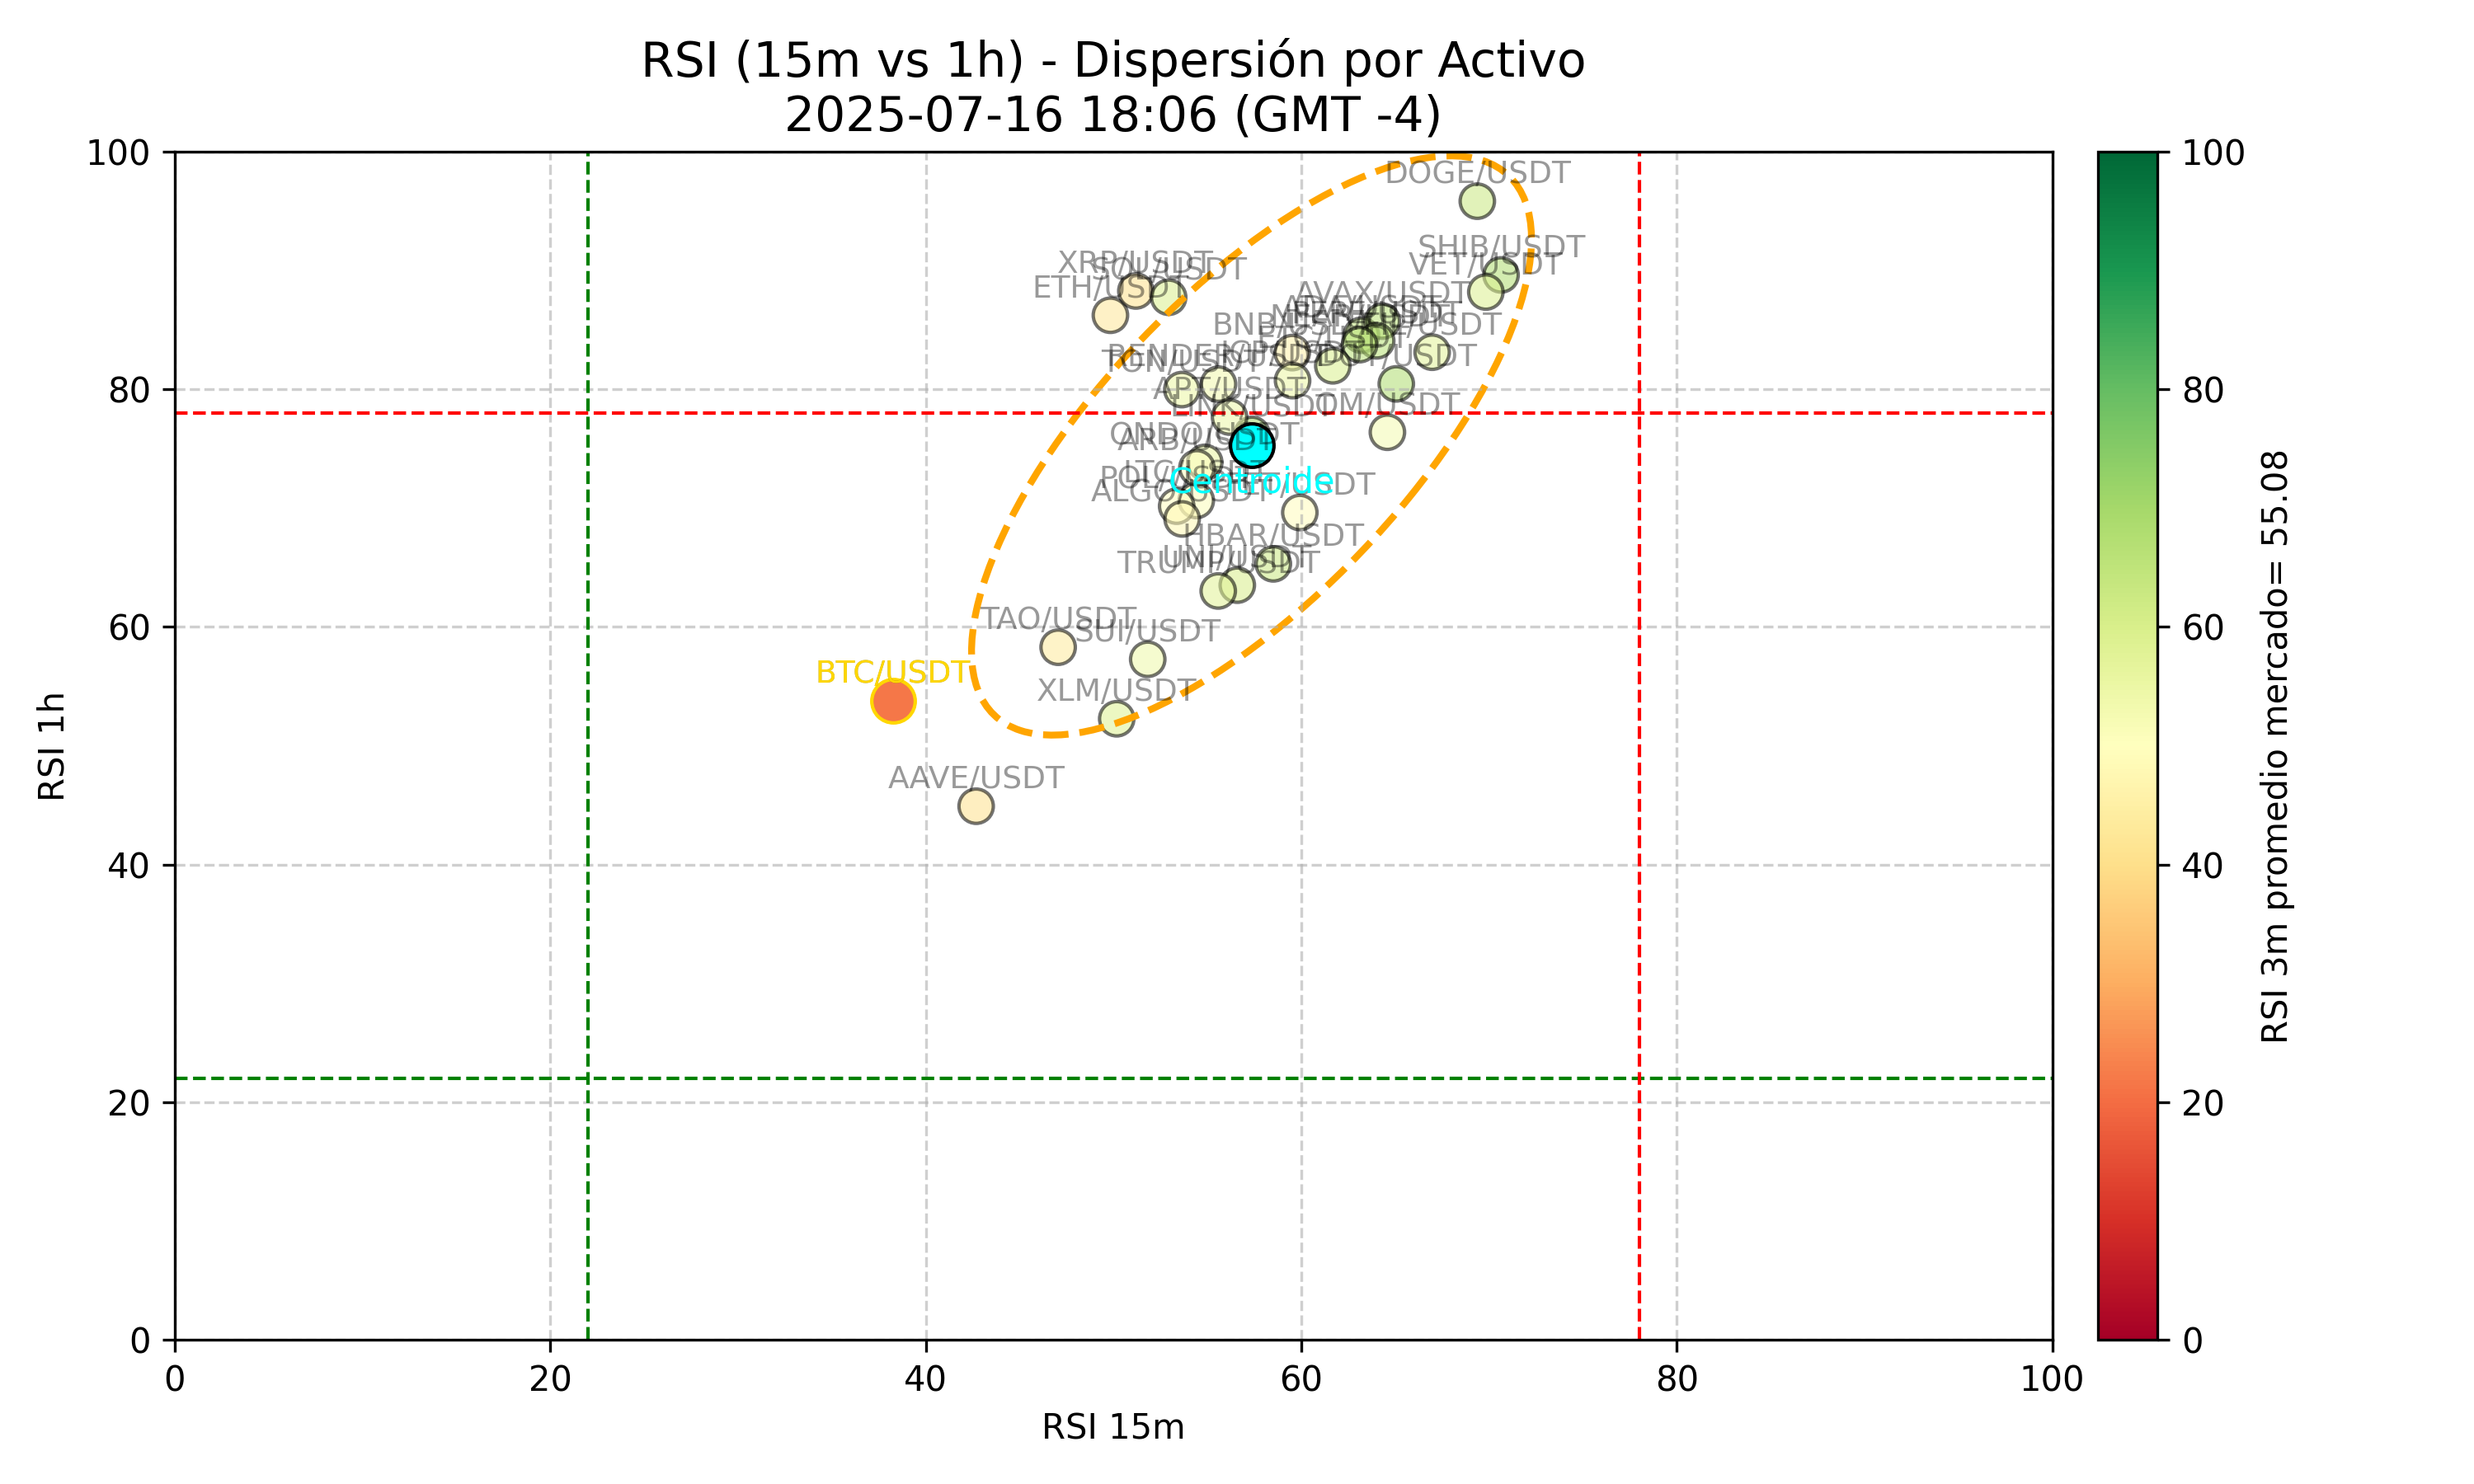 RSI (15m vs 1h) - Dispersión por Activo
2025-07-16 18:06 (GMT -4)
100
80
60
40
20
0
RSI 1h
DOGE/USDT
SHIB/USDT
VET/USDT
XRP/USDT
SOL/USDT
ETH/USDT
AVAX/USDT
BNB/USDT
RENDER/USDT
TON/USDT
APT/USDT
ONDO/USDT
ARB/USDT
LTC/USDT
POL/USDT
ALGO/USDT
Centroide
HBAR/USDT
UNI/USDT
TRUMP/USDT
TAO/USDT
SUI/USDT
BTC/USDT
XLM/USDT
AAVE/USDT
0
20
40
60
80
100
RSI 15m
100
80
60
40
20
0
RSI 3m promedio mercado= 55.08